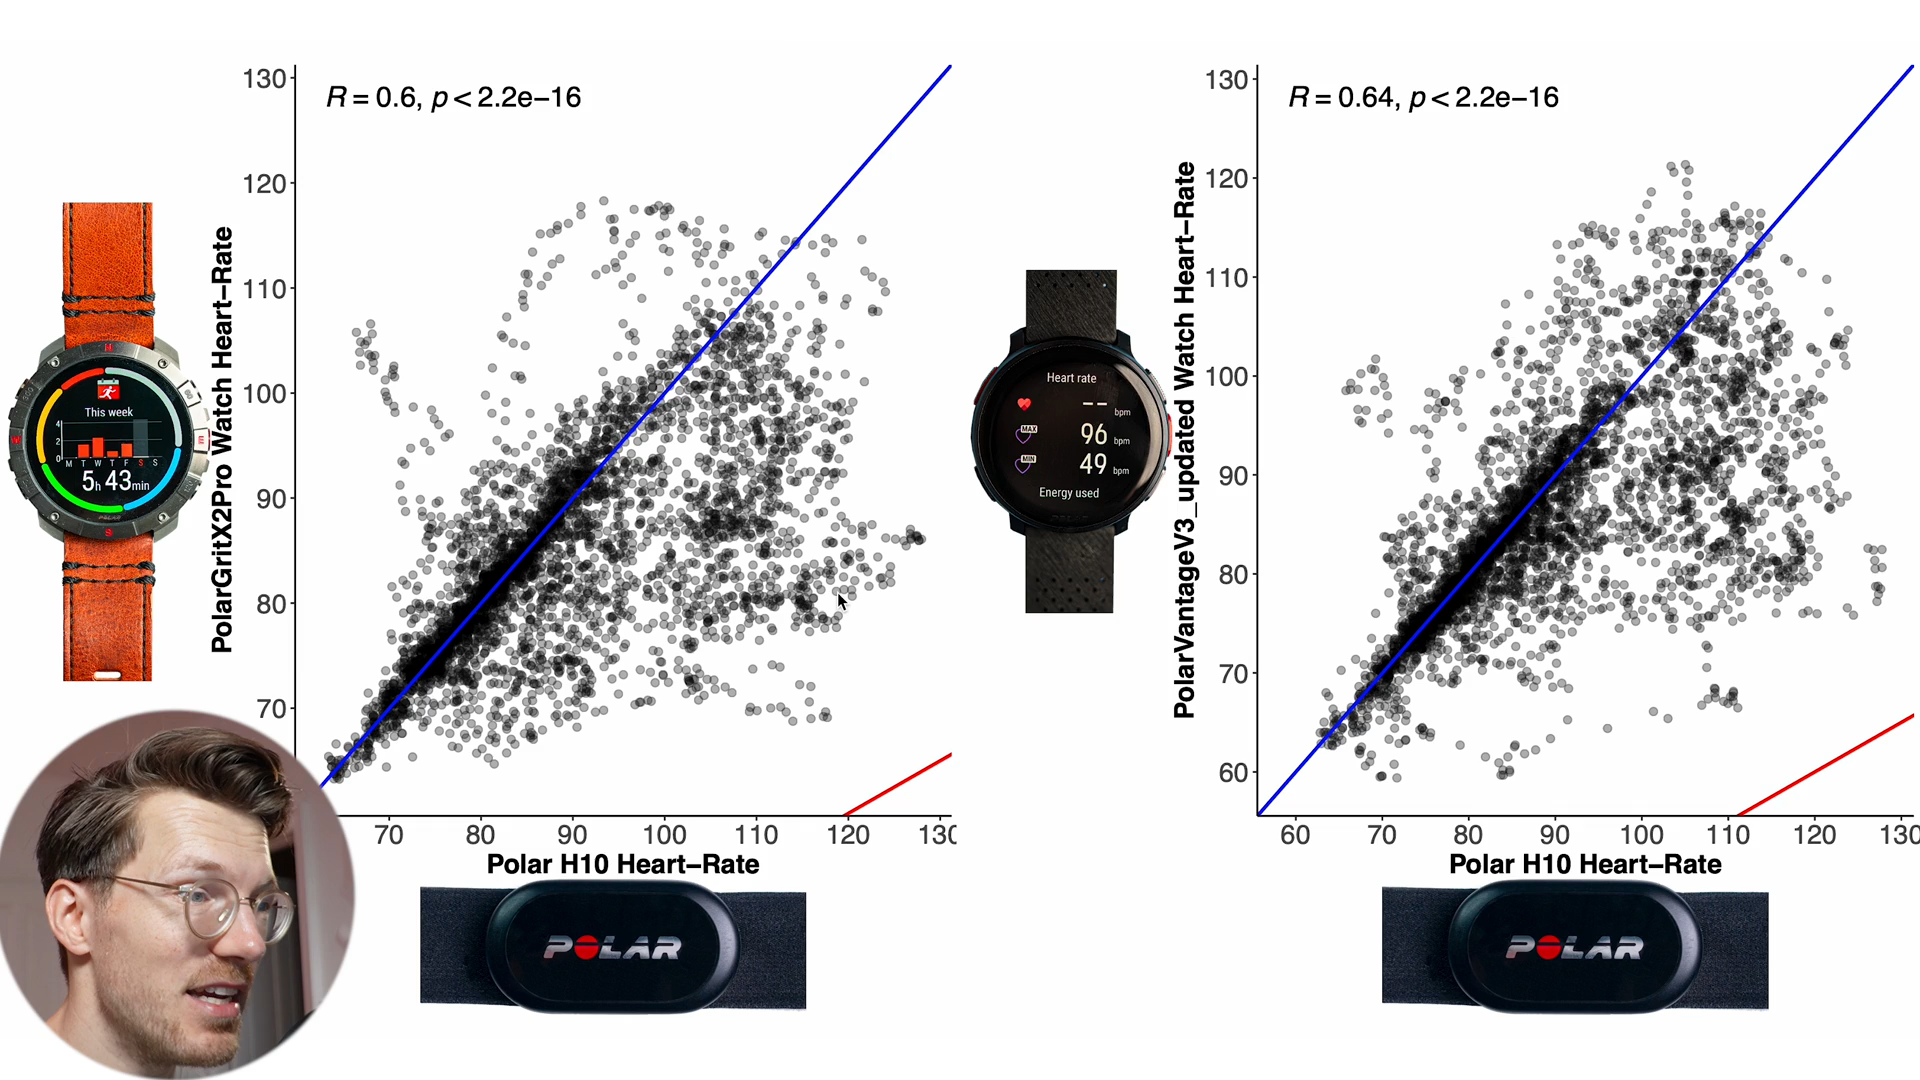 R = 0.6, p < 2.2e−16
130
120
110
100
90
80
70
PolarGritX2Pro Watch Heart−Rate
70 80 90 100 110 120 130
Polar H10 Heart−Rate
This week
4
2
0
M T W T F S S
5h 43min
POLAR
R = 0.64, p < 2.2e−16
130
120
110
100
90
80
70
60
PolarVantageV3_updated Watch Heart−Rate
60 70 80 90 100 110 120 130
Polar H10 Heart−Rate
Heart rate
-- bpm
MAX 96 bpm
MIN 49 bpm
Energy used
POLAR